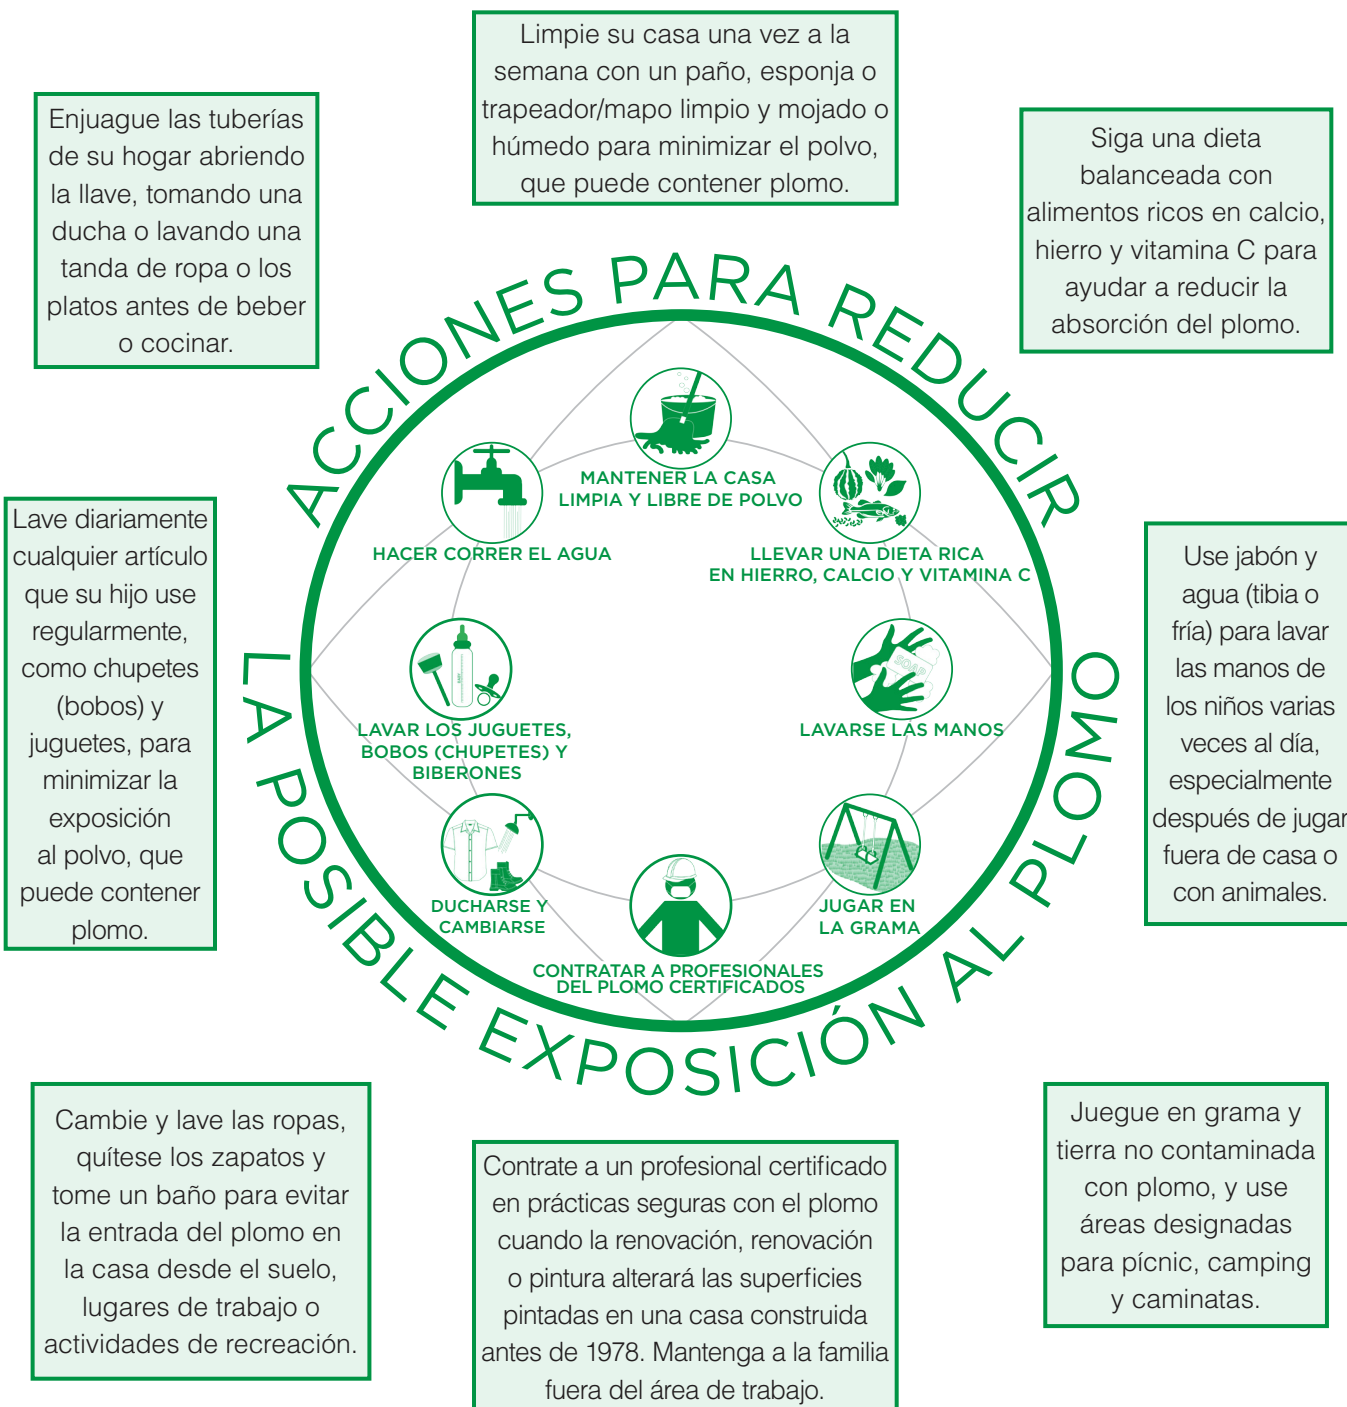 Limpie su casa una vez a la
semana con un paño, esponja o
trapeador/mapo limpio y mojado o
húmedo para minimizar el polvo,
que puede contener plomo.
Enjuague las tuberías
de su hogar abriendo
la llave, tomando una
ducha o lavando una
tanda de ropa o los
platos antes de beber
o cocinar.
Siga una dieta
balanceada con
alimentos ricos en calcio,
hierro y vitamina C para
ayudar a reducir la
absorción del plomo.
ACCIONES PARA REDUCIR
LA POSIBLE EXPOSICIÓN AL PLOMO
MANTENER LA CASA
LIMPIA Y LIBRE DE POLVO
HACER CORRER EL AGUA
LLEVAR UNA DIETA RICA
EN HIERRO, CALCIO Y VITAMINA C
Lave diariamente
cualquier artículo
que su hijo use
regularmente,
como chupetes
(bobos) y
juguetes, para
minimizar la
exposición
al polvo, que
puede contener
plomo.
LAVAR LOS JUGUETES,
BOBOS (CHUPETES) Y
BIBERONES
SOAP
LAVARSE LAS MANOS
Use jabón y
agua (tibia o
fría) para lavar
las manos de
los niños varias
veces al día,
especialmente
después de jugar
fuera de casa o
con animales.
DUCHARSE Y
CAMBIARSE
JUGAR EN
LA GRAMA
CONTRATAR A PROFESIONALES
DEL PLOMO CERTIFICADOS
Cambie y lave las ropas,
quítese los zapatos y
tome un baño para evitar
la entrada del plomo en
la casa desde el suelo,
lugares de trabajo o
actividades de recreación.
Contrate a un profesional certificado
en prácticas seguras con el plomo
cuando la renovación, renovación
o pintura alterará las superficies
pintadas en una casa construida
antes de 1978. Mantenga a la familia
fuera del área de trabajo.
Juegue en grama y
tierra no contaminada
con plomo, y use
áreas designadas
para pícnic, camping
y caminatas.